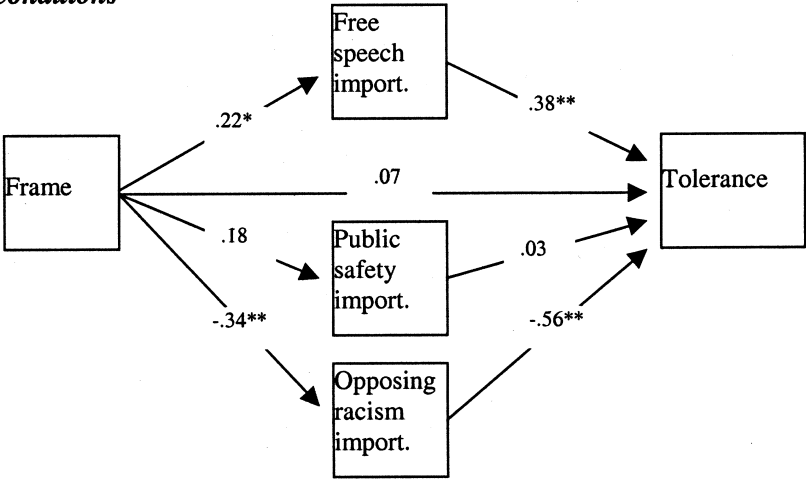 Free
speech
import.
.22*
.38**
Frame
.07
Tolerance
.18
Public
safety
import.
.03
-.34**
-.56**
Opposing
racism
import.